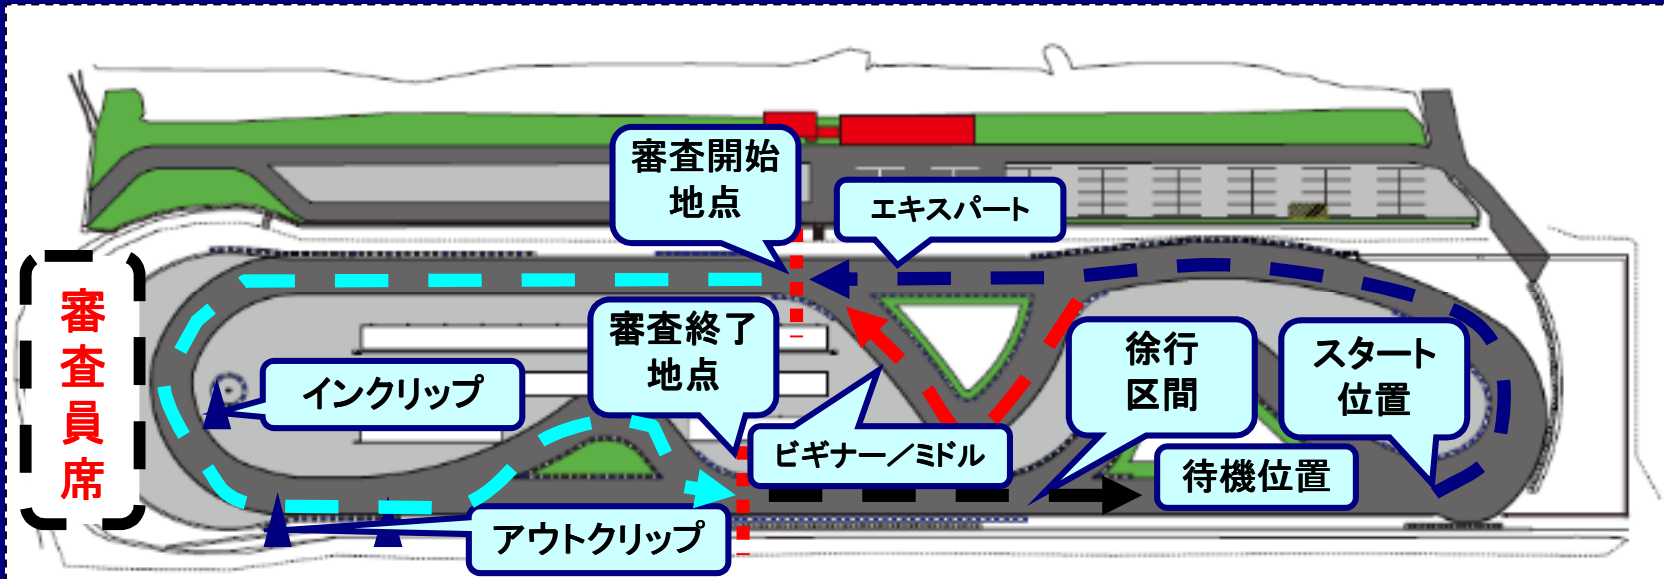 審査開始
地点
エキスパート
審査員席
審査終了
地点
徐行
区間
スタート
位置
インクリップ
ビギナー／ミドル
待機位置
アウトクリップ